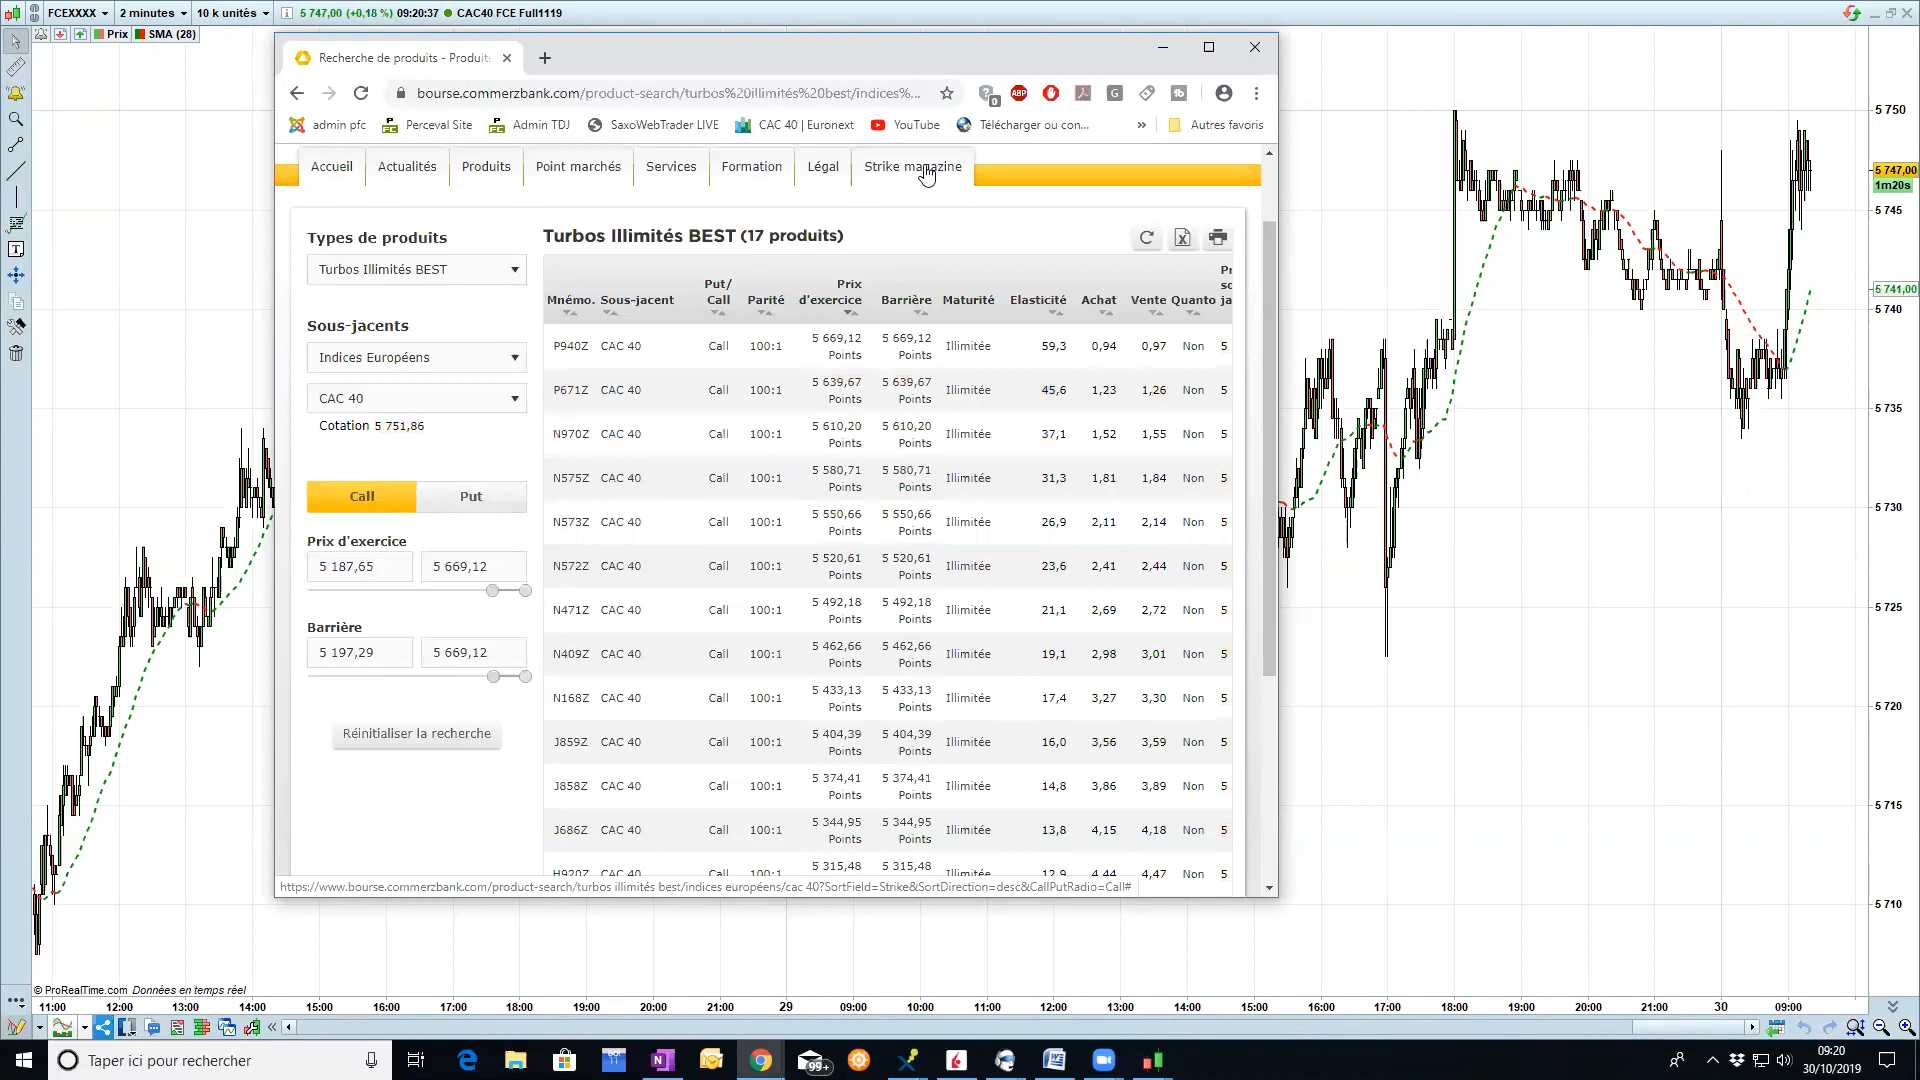 FCEXXXX 2 minutes 10 k unités 5 747,00 (+0,18 %) 09:20:37 CAC40 FCE Full1119
Prix SMA (28)
Recherche de produits - Produits
bourse.commerzbank.com/product-search/turbos%20illimités%20best/indices%...
ABP G
0
admin pfc Perceval Site Admin TDJ SaxoWebTrader LIVE CAC 40 | Euronext YouTube Télécharger ou con... » Autres favoris
Accueil Actualités Produits Point marchés Services Formation Légal Strike magazine
Types de produits
Turbos Illimités BEST
Sous-jacents
Indices Européens
CAC 40
Cotation 5 751,86
Call Put
Prix d'exercice
5 187,65 5 669,12
Barrière
5 197,29 5 669,12
Réinitialiser la recherche
Turbos Illimités BEST (17 produits)
Mnémo. Sous-jacent Put/ Call Parité Prix d'exercice Barrière Maturité Elasticité Achat Vente Quanto
P940Z CAC 40 Call 100:1 5 669,12 Points 5 669,12 Points Illimitée 59,3 0,94 0,97 Non 5
P671Z CAC 40 Call 100:1 5 639,67 Points 5 639,67 Points Illimitée 45,6 1,23 1,26 Non 5
N970Z CAC 40 Call 100:1 5 610,20 Points 5 610,20 Points Illimitée 37,1 1,52 1,55 Non 5
N575Z CAC 40 Call 100:1 5 580,71 Points 5 580,71 Points Illimitée 31,3 1,81 1,84 Non 5
N573Z CAC 40 Call 100:1 5 550,66 Points 5 550,66 Points Illimitée 26,9 2,11 2,14 Non 5
N572Z CAC 40 Call 100:1 5 520,61 Points 5 520,61 Points Illimitée 23,6 2,41 2,44 Non 5
N471Z CAC 40 Call 100:1 5 492,18 Points 5 492,18 Points Illimitée 21,1 2,69 2,72 Non 5
N409Z CAC 40 Call 100:1 5 462,66 Points 5 462,66 Points Illimitée 19,1 2,98 3,01 Non 5
N168Z CAC 40 Call 100:1 5 433,13 Points 5 433,13 Points Illimitée 17,4 3,27 3,30 Non 5
J859Z CAC 40 Call 100:1 5 404,39 Points 5 404,39 Points Illimitée 16,0 3,56 3,59 Non 5
J858Z CAC 40 Call 100:1 5 374,41 Points 5 374,41 Points Illimitée 14,8 3,86 3,89 Non 5
J686Z CAC 40 Call 100:1 5 344,95 Points 5 344,95 Points Illimitée 13,8 4,15 4,18 Non 5
H920Z CAC 40 Call 100:1 5 315,48 5 315,48 Illimitée 12,9 4,44 4,47 Non 5
https://www.bourse.commerzbank.com/product-search/turbos illimités best/indices européens/cac 40?SortField=Strike&SortDirection=desc&CallPutRadio=Call#
5 750
5 747,00
1m20s
5 745
5 741,00
5 740
5 735
5 730
5 725
5 720
5 715
5 710
© ProRealTime.com Données en temps réel
11:00 12:00 13:00 14:00 15:00 16:00 17:00 18:00 19:00 20:00 21:00 29 09:00 10:00 11:00 12:00 13:00 14:00 15:00 16:00 17:00 18:00 19:00 20:00 21:00 30 09:00
Taper ici pour rechercher
99+
09:20
30/10/2019